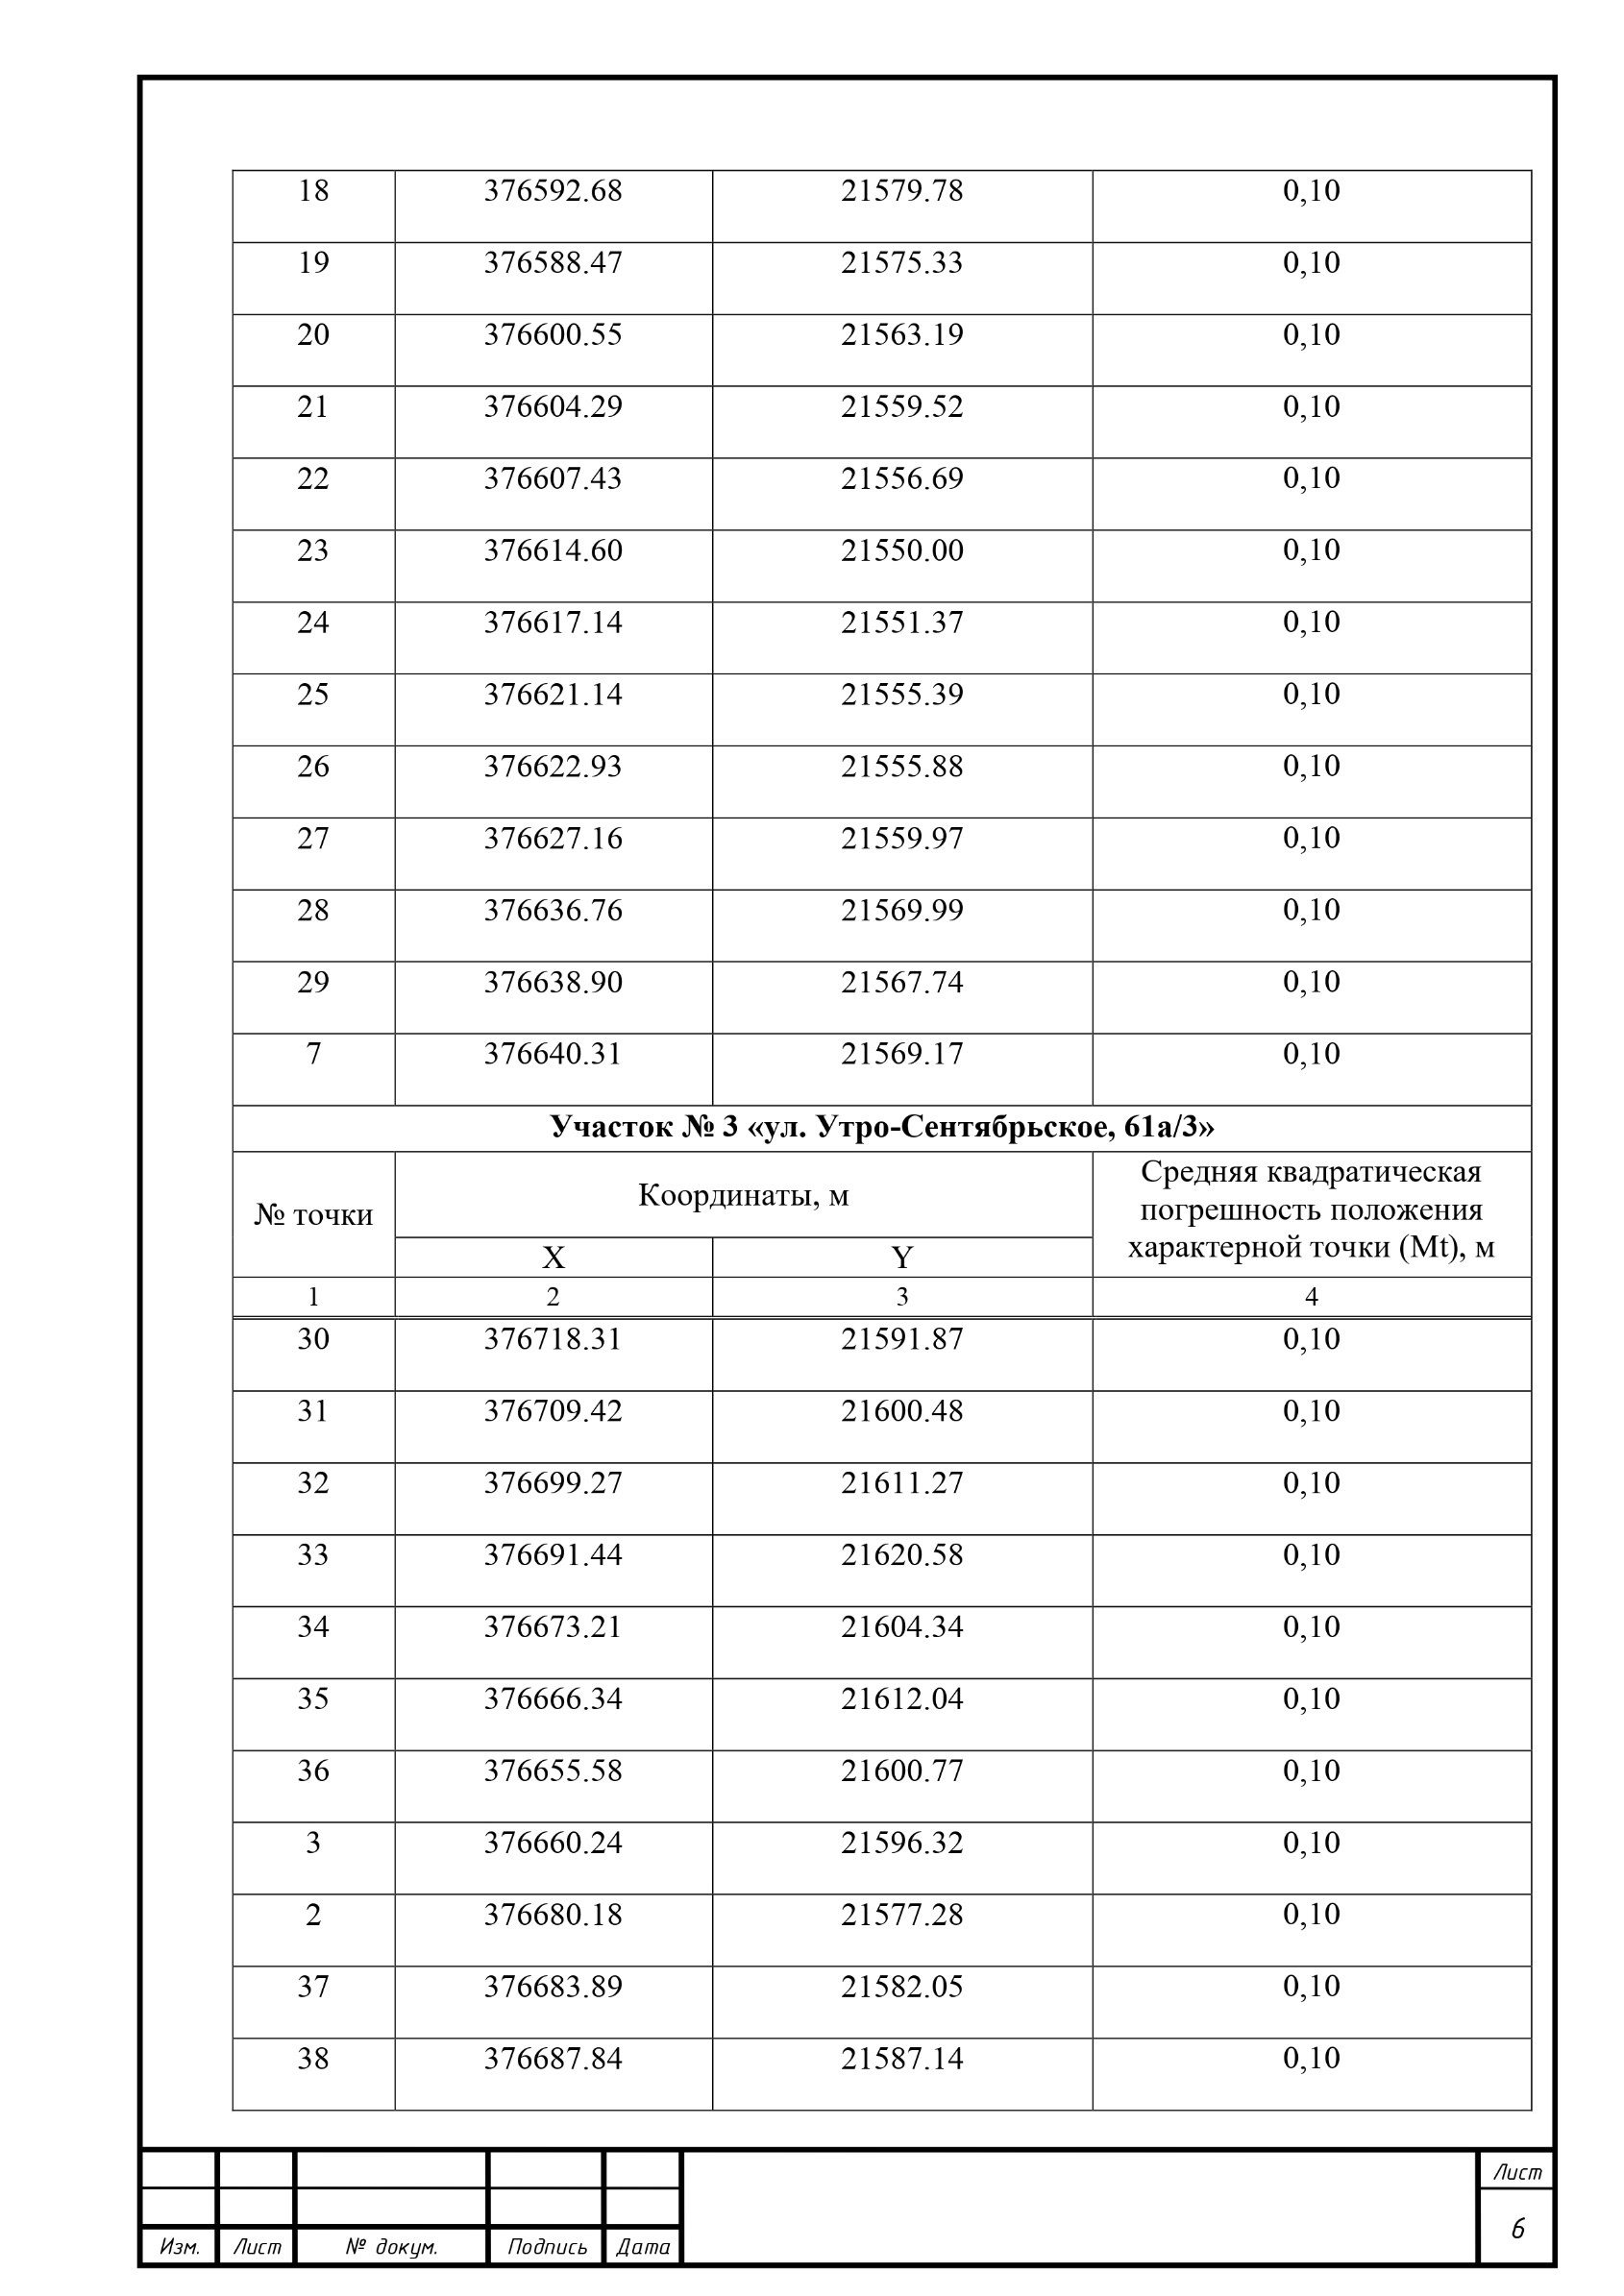 18 376592.68 21579.78 0,10
19 376588.47 21575.33 0,10
20 376600.55 21563.19 0,10
21 376604.29 21559.52 0,10
22 376607.43 21556.69 0,10
23 376614.60 21550.00 0,10
24 376617.14 21551.37 0,10
25 376621.14 21555.39 0,10
26 376622.93 21555.88 0,10
27 376627.16 21559.97 0,10
28 376636.76 21569.99 0,10
29 376638.90 21567.74 0,10
7 376640.31 21569.17 0,10
Участок № 3 «ул. Утро-Сентябрьское, 61а/3»
№ точки
Координаты, м
Средняя квадратическая
погрешность положения
характерной точки (Mt), м
X Y
1 2 3 4
30 376718.31 21591.87 0,10
31 376709.42 21600.48 0,10
32 376699.27 21611.27 0,10
33 376691.44 21620.58 0,10
34 376673.21 21604.34 0,10
35 376666.34 21612.04 0,10
36 376655.58 21600.77 0,10
3 376660.24 21596.32 0,10
2 376680.18 21577.28 0,10
37 376683.89 21582.05 0,10
38 376687.84 21587.14 0,10
Лист
6
Изм. Лист № докум. Подпись Дата